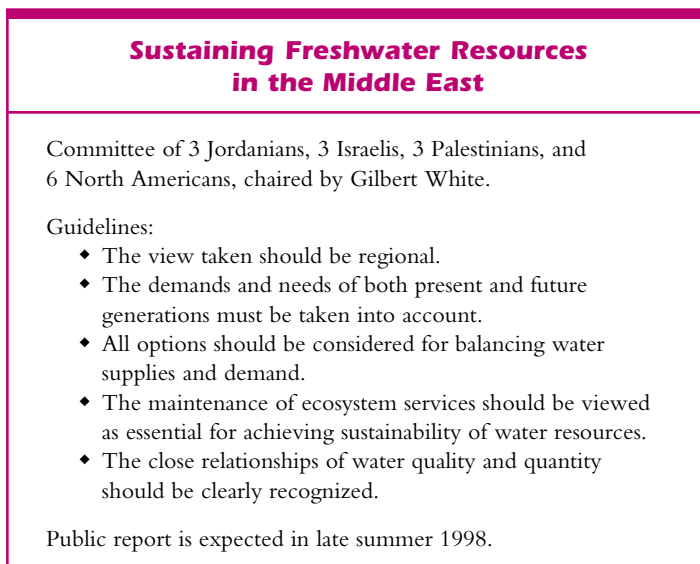 Sustaining Freshwater Resources
in the Middle East
Committee of 3 Jordanians, 3 Israelis, 3 Palestinians, and
6 North Americans, chaired by Gilbert White.
Guidelines:
◆ The view taken should be regional.
◆ The demands and needs of both present and future
generations must be taken into account.
◆ All options should be considered for balancing water
supplies and demand.
◆ The maintenance of ecosystem services should be viewed
as essential for achieving sustainability of water resources.
◆ The close relationships of water quality and quantity
should be clearly recognized.
Public report is expected in late summer 1998.